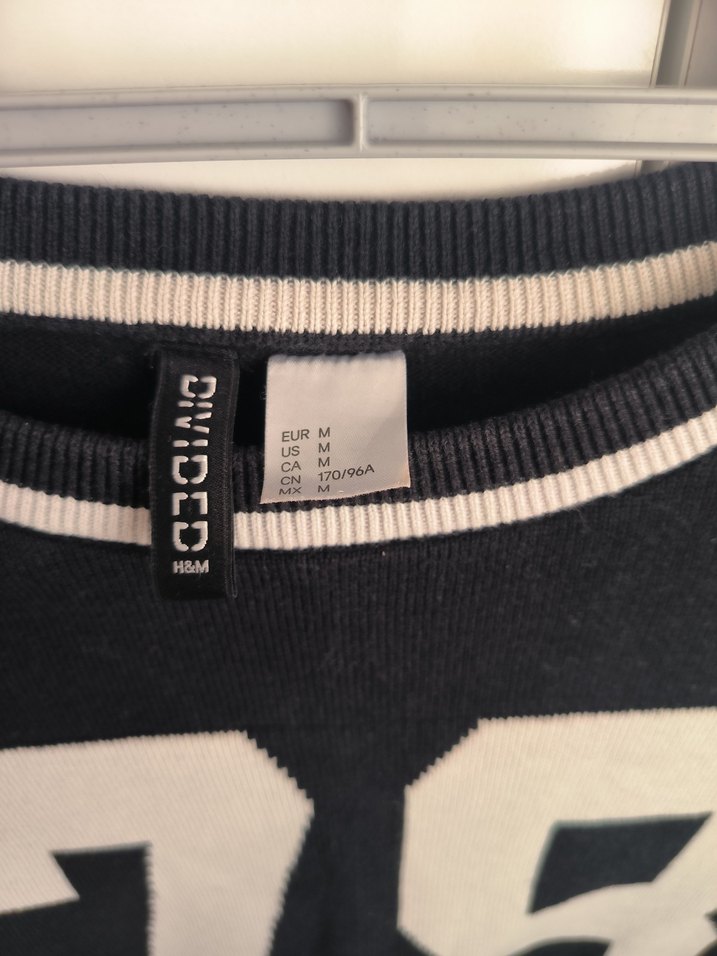 DIVIDED
H&M
EUR M
US M
CA M
CN 170/96A
MX M